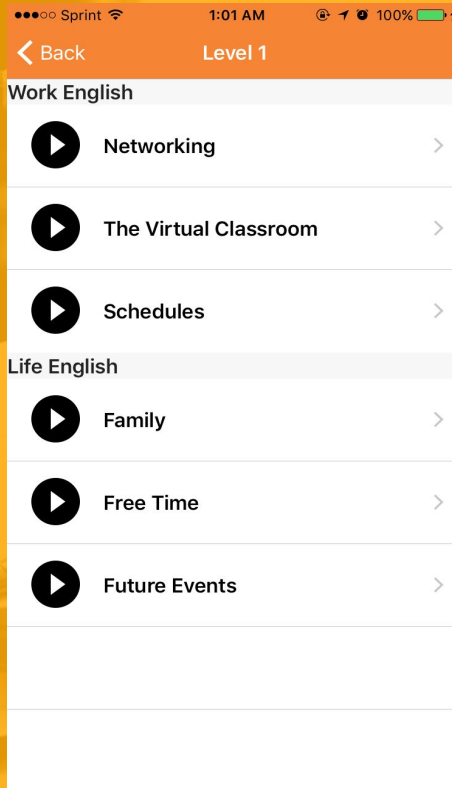 Sprint 1:01 AM 100%
Back Level 1
Work English
Networking
The Virtual Classroom
Schedules
Life English
Family
Free Time
Future Events